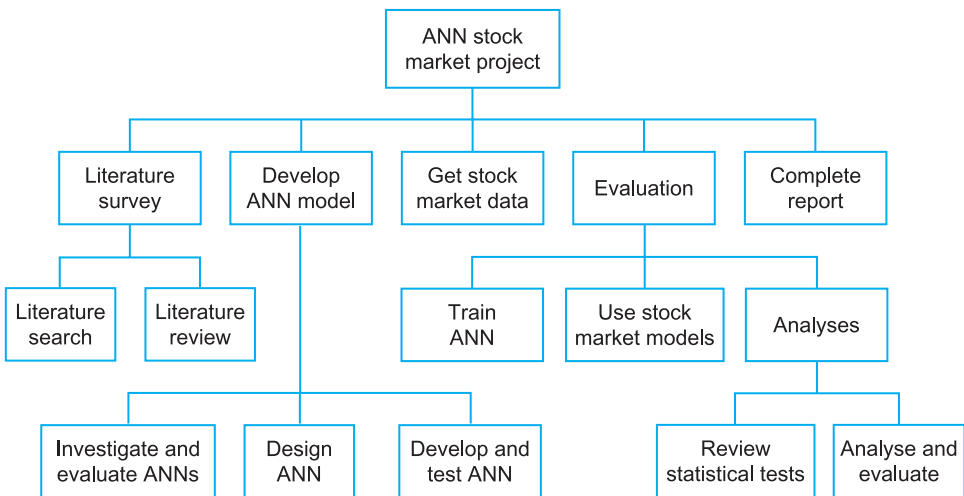 ANN stock
market project
Literature
survey
Develop
ANN model
Get stock
market data
Evaluation
Complete
report
Literature
search
Literature
review
Train
ANN
Use stock
market models
Analyses
Investigate and
evaluate ANNs
Design
ANN
Develop and
test ANN
Review
statistical tests
Analyse and
evaluate